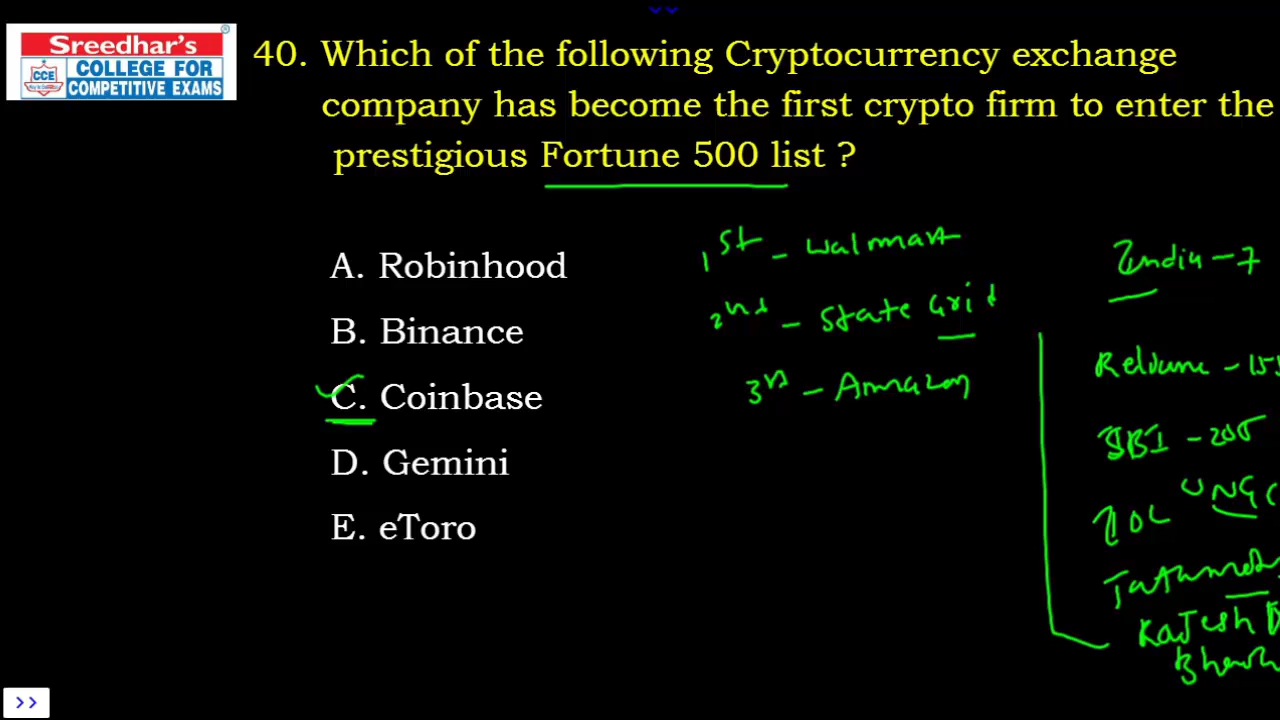 Sreedhar's
CCE
COLLEGE FOR
COMPETITIVE EXAMS
40. Which of the following Cryptocurrency exchange
company has become the first crypto firm to enter the
prestigious Fortune 500 list ?
A. Robinhood
B. Binance
C. Coinbase
D. Gemini
E. eToro
1st - Walmart
2nd - State Grid
3rd - Amazon
India - 7
Reliance - 155
SBI - 205
IOC ONGC
Rajesh
>>